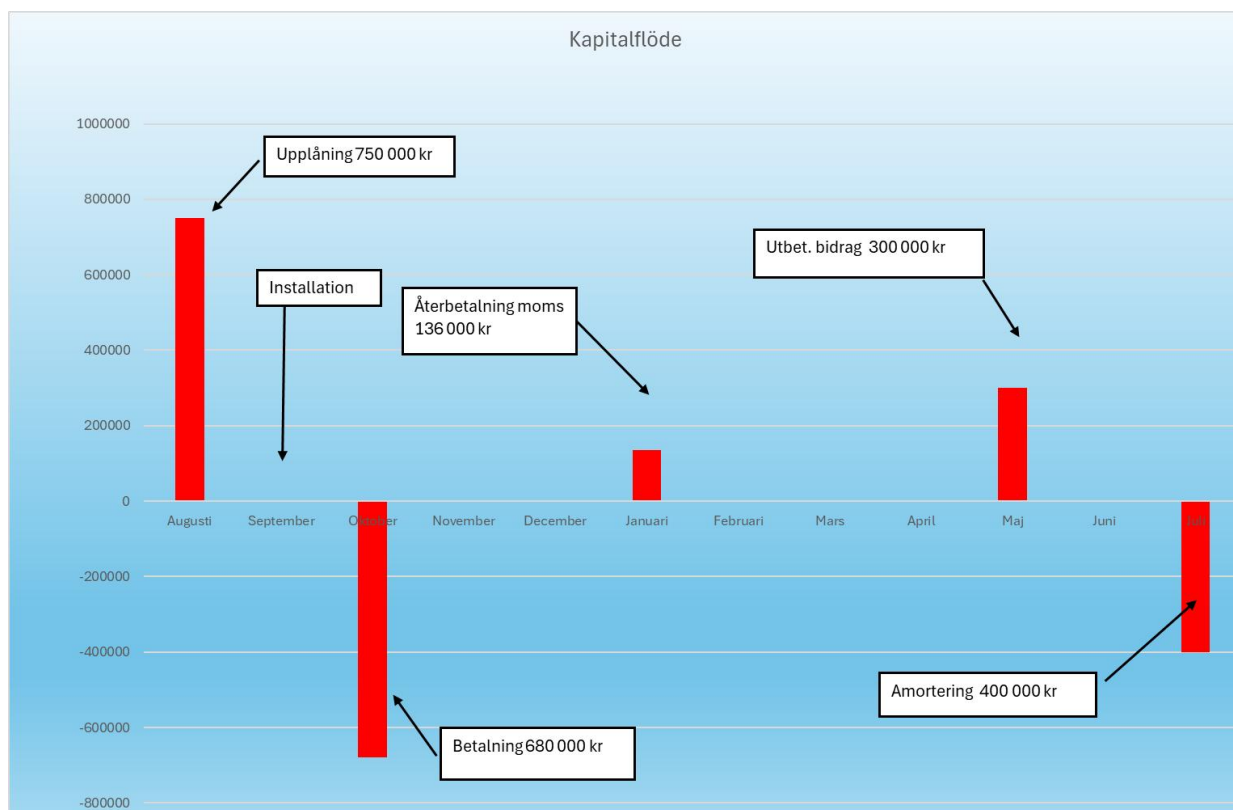 Kapitalflöde
1000000
Upplåning 750 000 kr
800000
Utbet. bidrag 300 000 kr
600000
Installation
Återbetalning moms
136 000 kr
400000
200000
0
Augusti September Oktober November December Januari Februari Mars April Maj Juni Juli
-200000
-400000
Amortering 400 000 kr
-600000
Betalning 680 000 kr
-800000